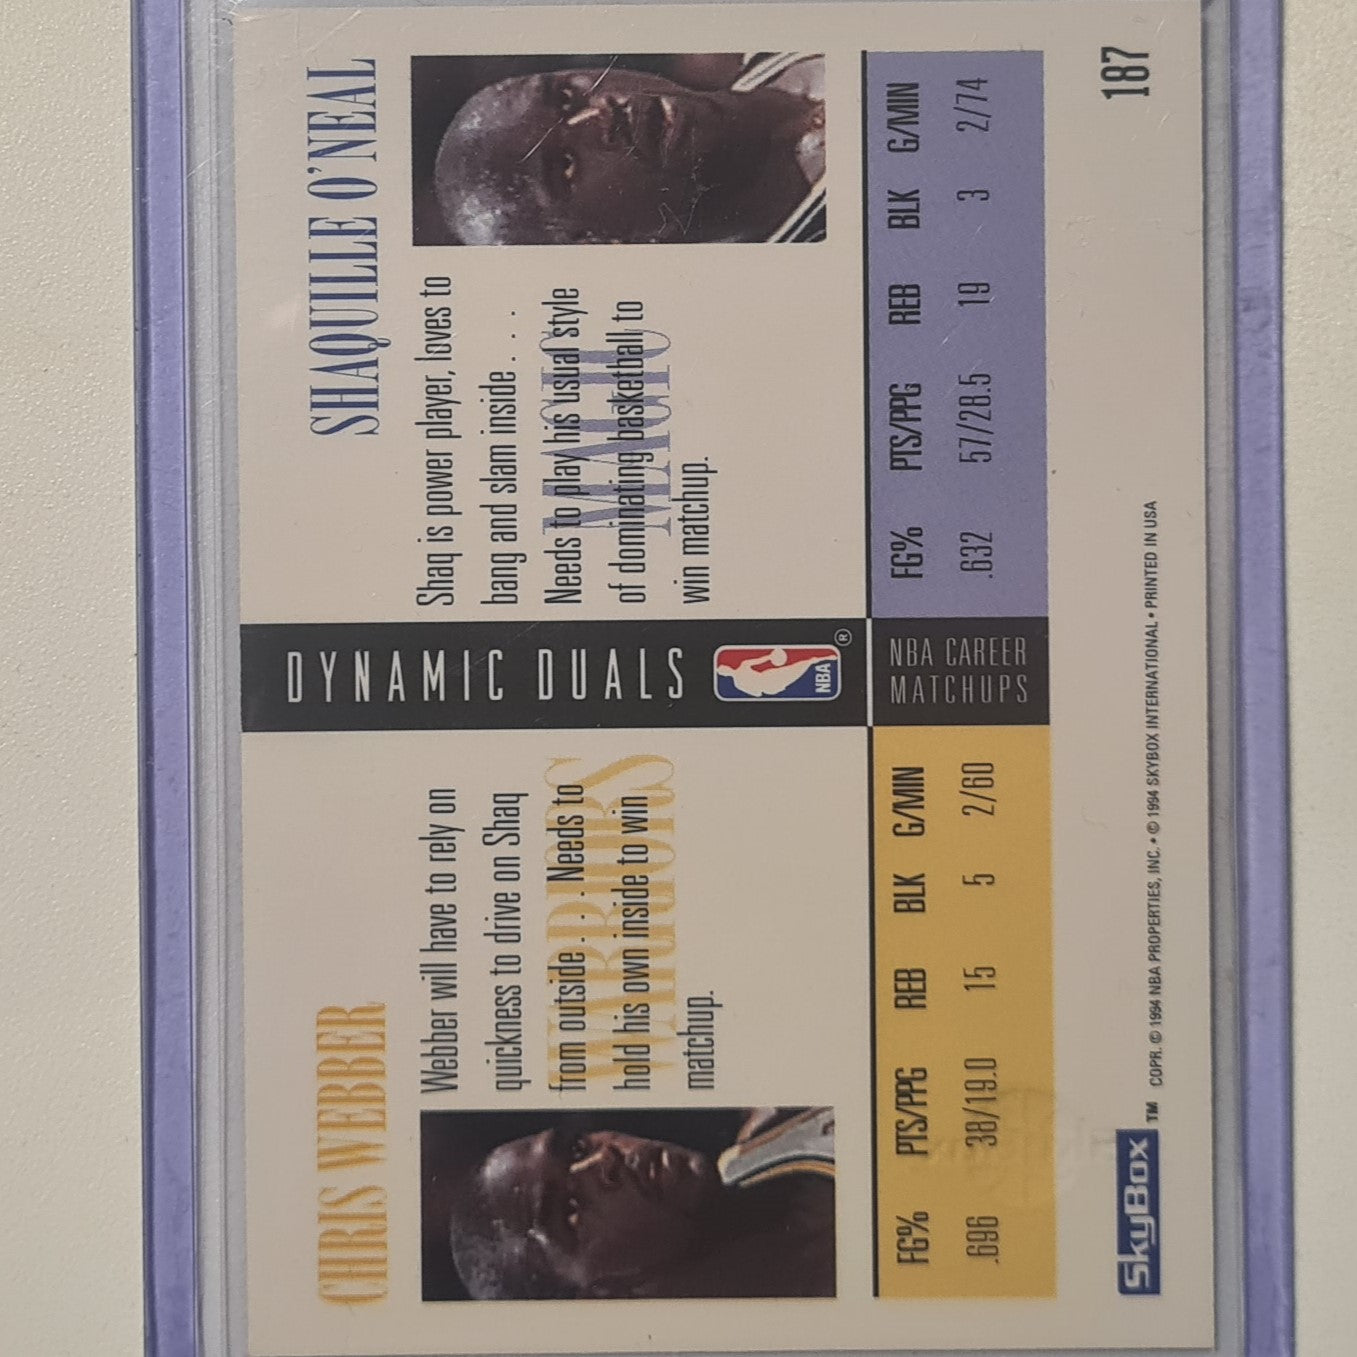 CHRIS WEBBER
Webber will have to rely on
quickness to drive on Shaq
from outside . . . Needs to
hold his own inside to win
matchup.
WARRIORS
DYNAMIC DUALS
NBA
®
SHAQUILLE O'NEAL
Shaq is power player, loves to
bang and slam inside . . . .
Needs to play his usual style
of dominating basketball to
win matchup.
MAGIC
FG% PTS/PPG REB BLK G/MIN
.696 38/19.0 15 5 2/60
NBA CAREER
MATCHUPS
FG% PTS/PPG REB BLK G/MIN
.632 57/28.5 19 3 2/74
SkyBox TM COPR. © 1994 NBA PROPERTIES, INC. • © 1994 SKYBOX INTERNATIONAL • PRINTED IN USA
187